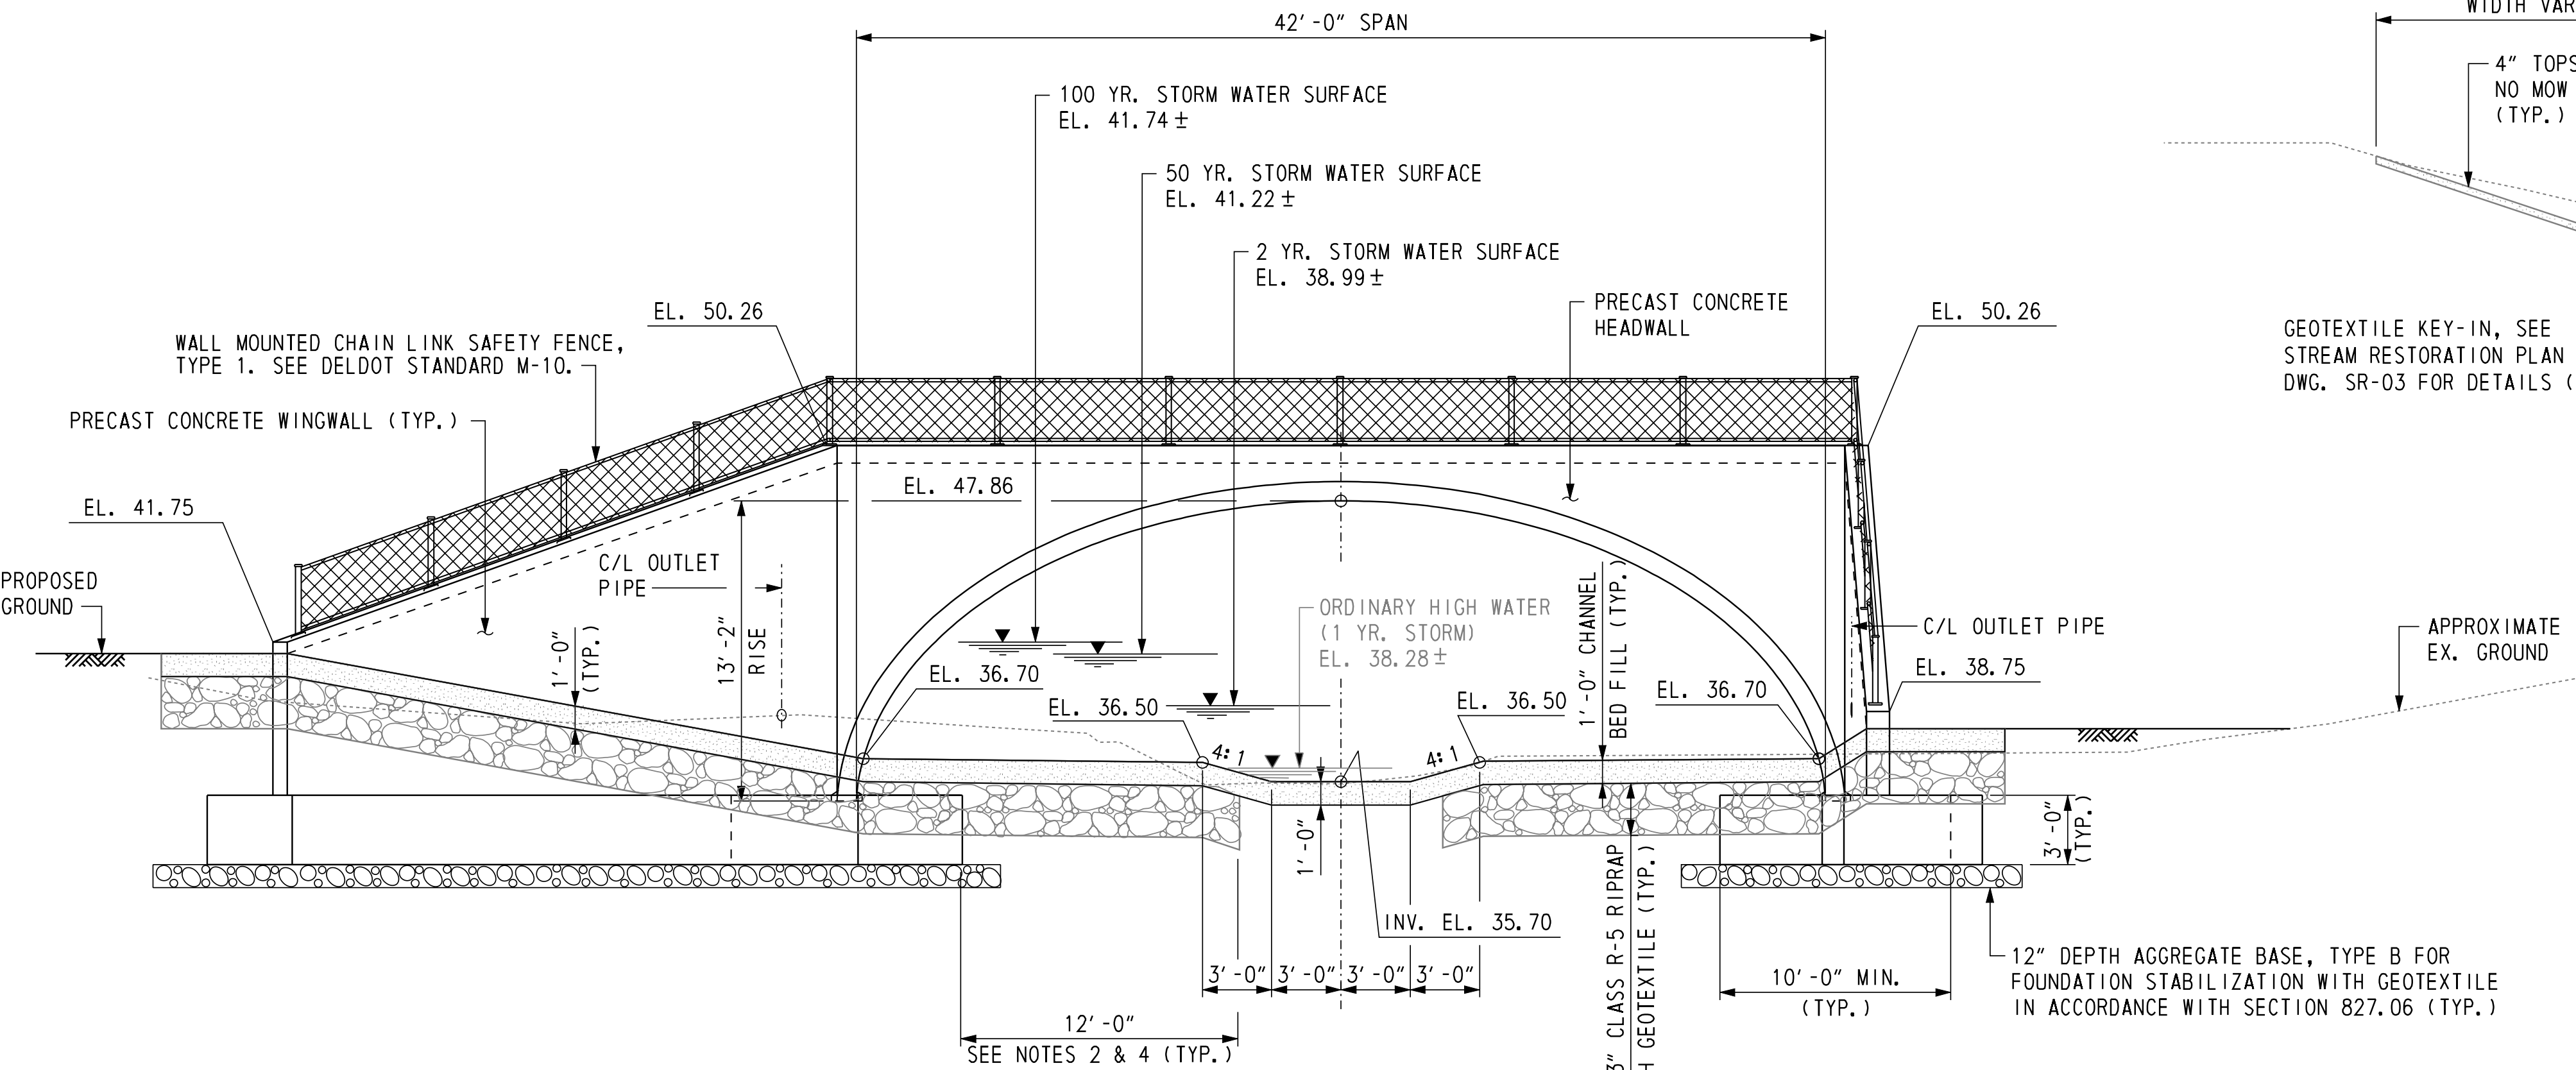 42'-0" SPAN
100 YR. STORM WATER SURFACE
EL. 41.74±
50 YR. STORM WATER SURFACE
EL. 41.22±
2 YR. STORM WATER SURFACE
EL. 38.99±
4" TOPS
NO MOW
(TYP.)
EL. 50.26
PRECAST CONCRETE
HEADWALL
EL. 50.26
WALL MOUNTED CHAIN LINK SAFETY FENCE,
TYPE 1. SEE DELDOT STANDARD M-10.
GEOTEXTILE KEY-IN, SEE
STREAM RESTORATION PLAN
DWG. SR-03 FOR DETAILS (
PRECAST CONCRETE WINGWALL (TYP.)
EL. 47.86
EL. 41.75
C/L OUTLET
PIPE
PROPOSED
GROUND
13'-2"
RISE
1'-0"
(TYP.)
ORDINARY HIGH WATER
(1 YR. STORM)
EL. 38.28±
1'-0" CHANNEL
BED FILL (TYP.)
C/L OUTLET PIPE
APPROXIMATE
EX. GROUND
EL. 36.70
EL. 36.50
EL. 36.50
EL. 36.70
EL. 38.75
4:1
4:1
1'-0"
3'-0"
(TYP.)
INV. EL. 35.70
3" CLASS R-5 RIPRAP
H GEOTEXTILE (TYP.)
3'-0"
3'-0"
3'-0"
3'-0"
10'-0" MIN.
(TYP.)
12" DEPTH AGGREGATE BASE, TYPE B FOR
FOUNDATION STABILIZATION WITH GEOTEXTILE
IN ACCORDANCE WITH SECTION 827.06 (TYP.)
12'-0"
SEE NOTES 2 & 4 (TYP.)